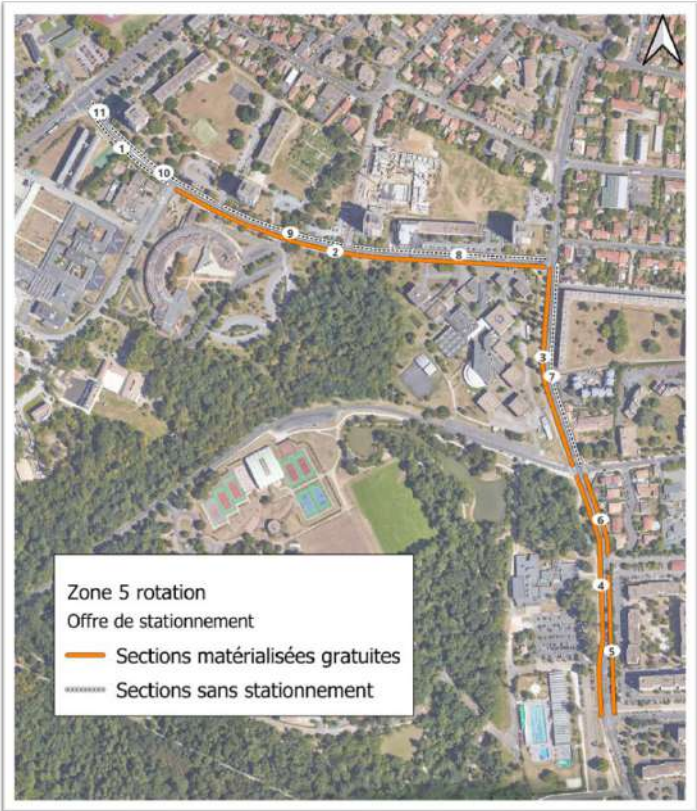 11
1
10
9
2
8
3
7
6
4
5
Zone 5 rotation
Offre de stationnement
Sections matérialisées gratuites
Sections sans stationnement